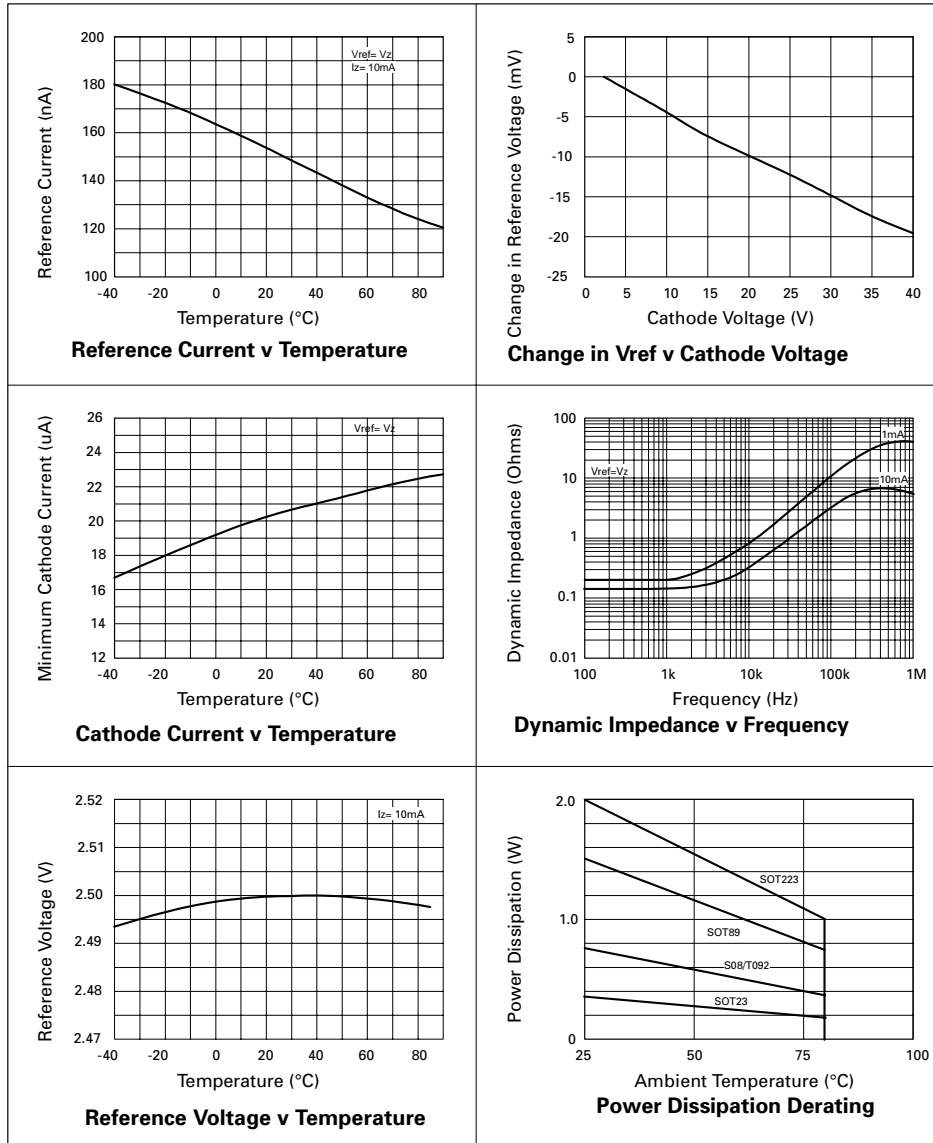 200
180
160
140
120
100
Reference Current (nA)
Vref= Vz
Iz= 10mA
-40 -20 0 20 40 60 80
Temperature (°C)
Reference Current v Temperature
5
0
-5
-10
-15
-20
-25
Change in Reference Voltage (mV)
0 5 10 15 20 25 30 35 40
Cathode Voltage (V)
Change in Vref v Cathode Voltage
26
24
22
20
18
16
14
12
Minimum Cathode Current (uA)
Vref= Vz
-40 -20 0 20 40 60 80
Temperature (°C)
Cathode Current v Temperature
100
10
1
0.1
0.01
Dynamic Impedance (Ohms)
Vref=Vz
1mA
10mA
100 1k 10k 100k 1M
Frequency (Hz)
Dynamic Impedance v Frequency
2.52
2.51
2.50
2.49
2.48
2.47
Reference Voltage (V)
Iz= 10mA
-40 -20 0 20 40 60 80
Temperature (°C)
Reference Voltage v Temperature
2.0
1.0
0
Power Dissipation (W)
SOT223
SOT89
S08/T092
SOT23
25 50 75 100
Ambient Temperature (°C)
Power Dissipation Derating